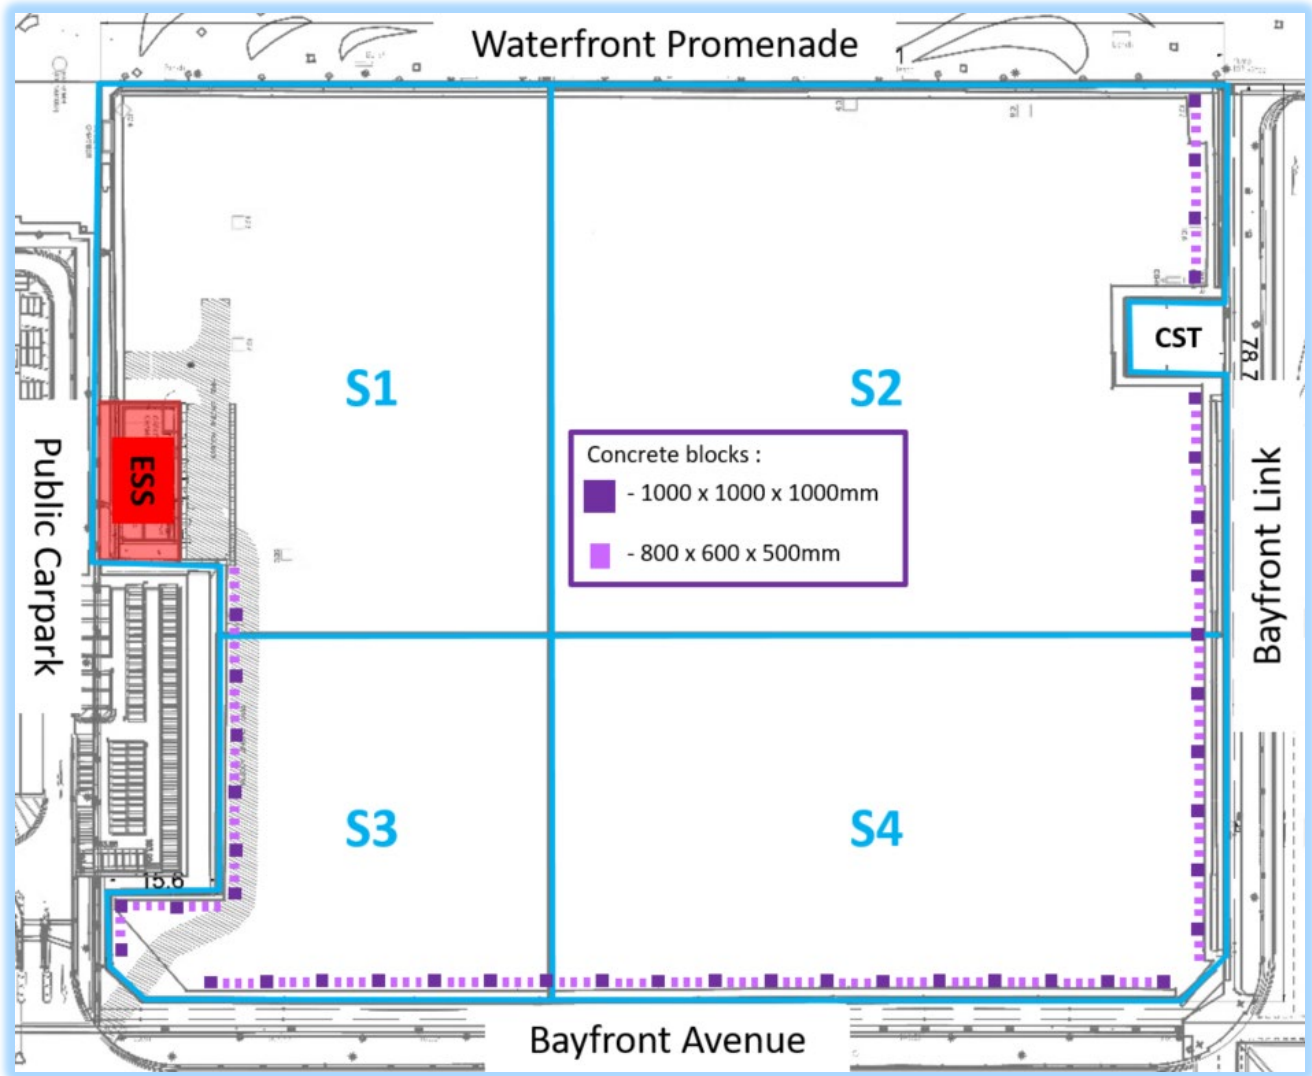 Waterfront Promenade
S1
S2
CST
78.7
Concrete blocks :
- 1000 x 1000 x 1000mm
- 800 x 600 x 500mm
ESS
Public Carpark
Bayfront Link
S3
S4
15.6
Bayfront Avenue